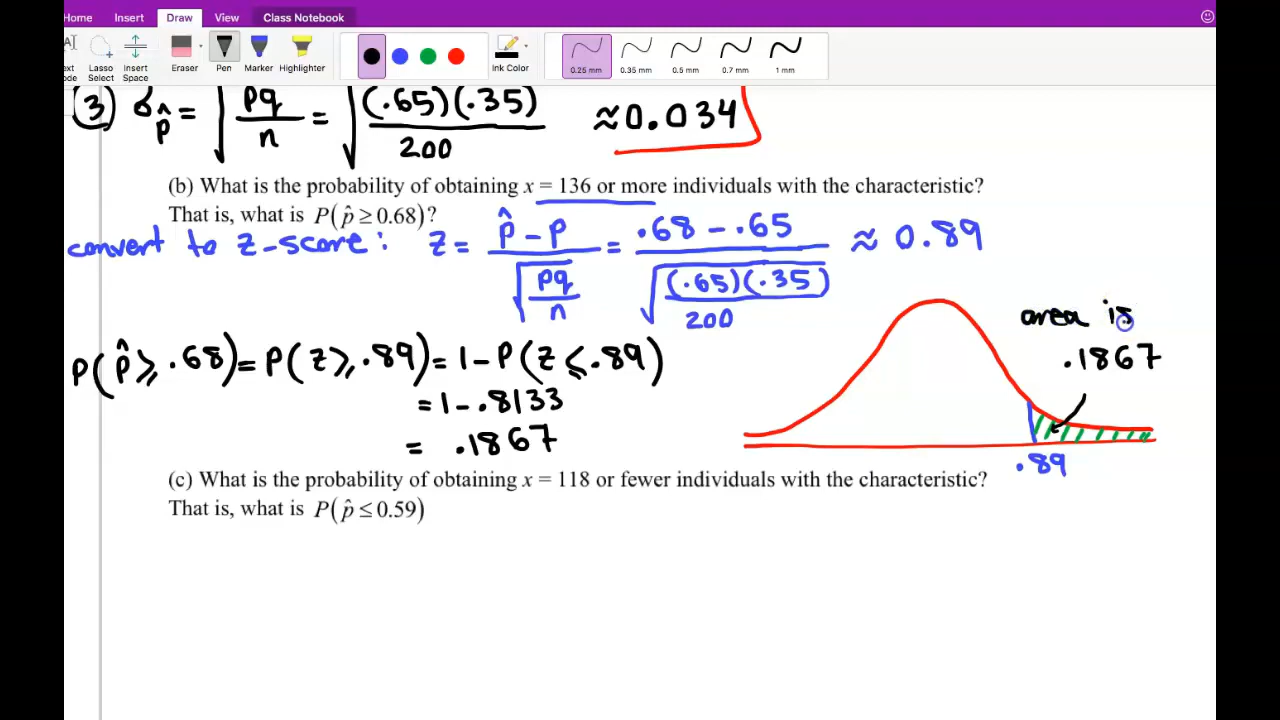 Home Insert Draw View Class Notebook
Lasso Select
Insert Space
Eraser
Pen
Marker
Highlighter
Ink Color
0.25 mm
0.35 mm
0.5 mm
0.7 mm
1 mm
③ σp̂ = √(pq/n) = √((.65)(.35)/200) ≈ 0.034
(b) What is the probability of obtaining x = 136 or more individuals with the characteristic?
That is, what is P(p̂ ≥ 0.68)?
convert to z-score: z = (p̂ - p)/√(pq/n) = (.68 - .65)/√((.65)(.35)/200) ≈ 0.89
area is
.1867
P(p̂ ≥ .68) = P(z ≥ .89) = 1 - P(z ≤ .89)
= 1 - .8133
= .1867
.89
(c) What is the probability of obtaining x = 118 or fewer individuals with the characteristic?
That is, what is P(p̂ ≤ 0.59)